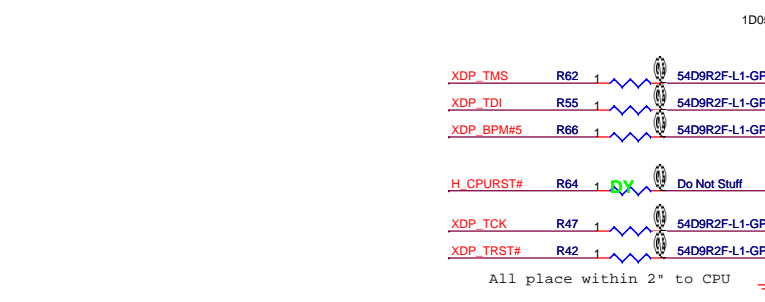 1D05
XDP_TMS R62 1 54D9R2F-L1-GP
XDP_TDI R55 1 54D9R2F-L1-GP
XDP_BPM#5 R66 1 54D9R2F-L1-GP
H_CPURST# R64 1 DY Do Not Stuff
XDP_TCK R47 1 54D9R2F-L1-GP
XDP_TRST# R42 1 54D9R2F-L1-GP
All place within 2" to CPU